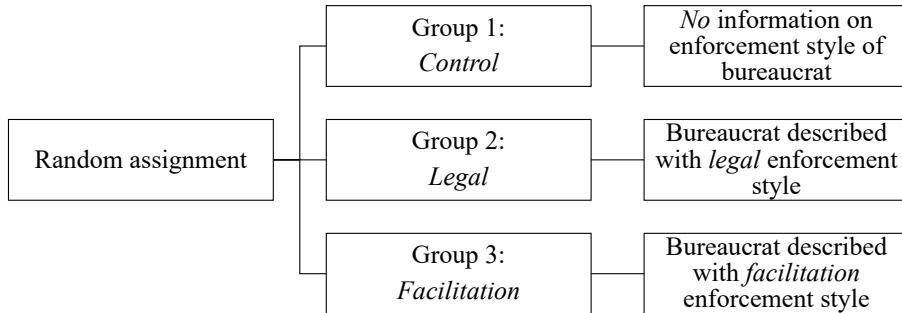 Random assignment
Group 1:
Control
No information on
enforcement style of
bureaucrat
Group 2:
Legal
Bureaucrat described
with legal enforcement
style
Group 3:
Facilitation
Bureaucrat described
with facilitation
enforcement style